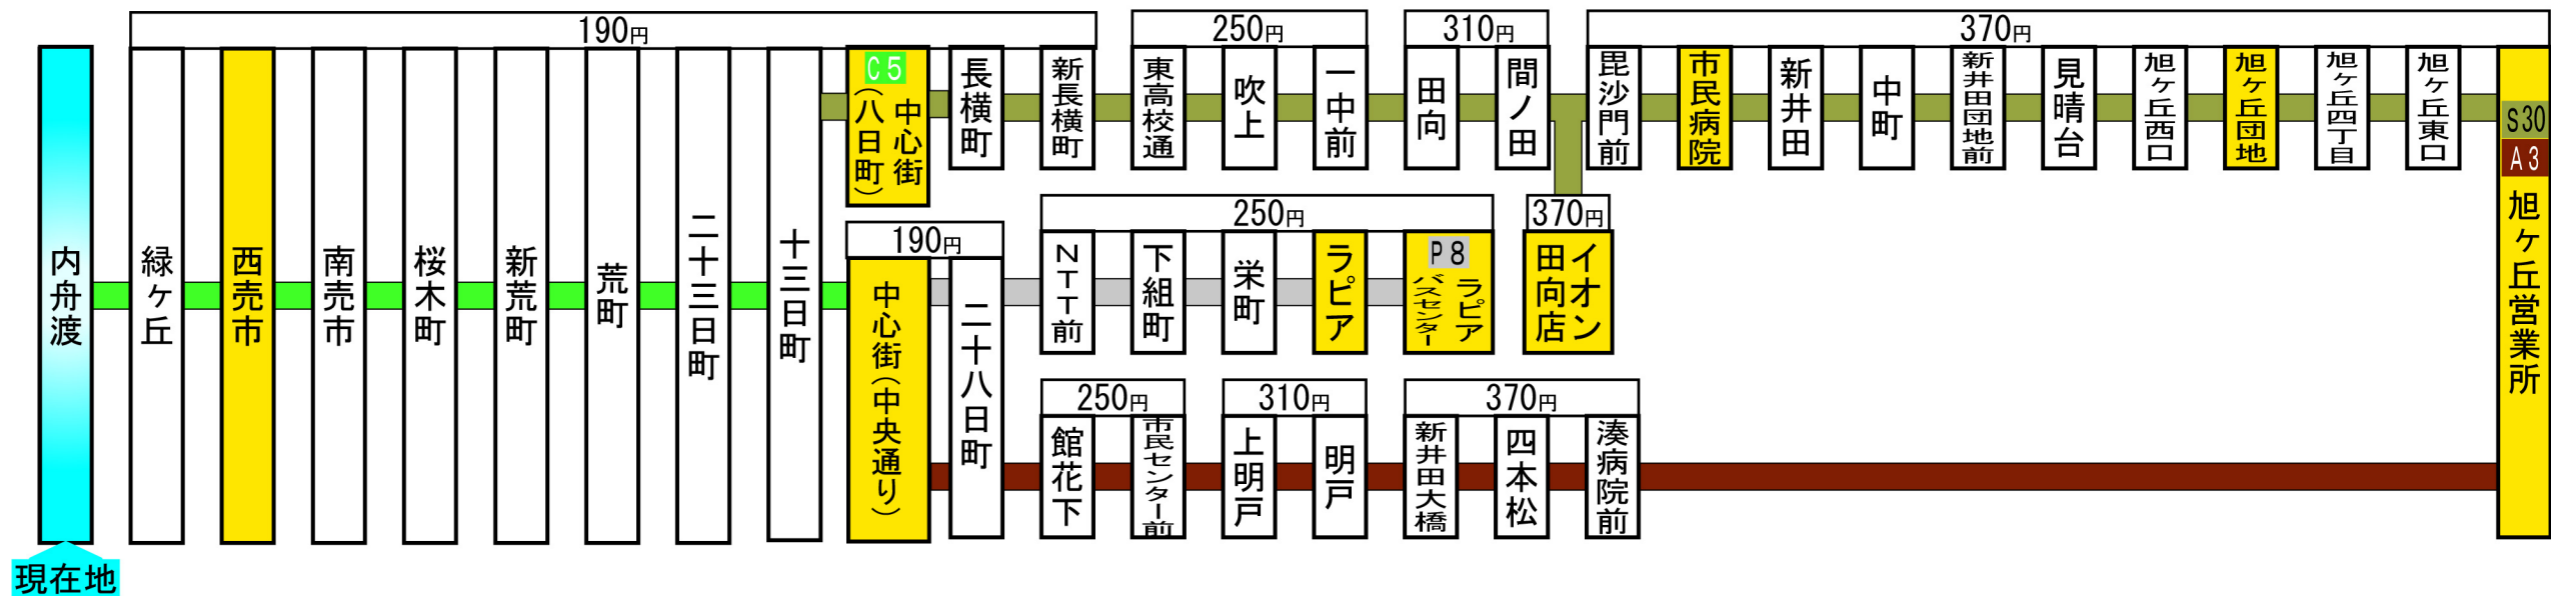 190円
250円
310円
370円
内舟渡
緑ヶ丘
西売市
南売市
桜木町
新荒町
荒町
二十三日町
十三日町
C5
中心街
(八日町)
長横町
新長横町
東高校通
吹上
一中前
田向
間ノ田
毘沙門前
市民病院
新井田
中町
新井田団地前
見晴台
旭ヶ丘西口
旭ヶ丘団地
旭ヶ丘四丁目
旭ヶ丘東口
S30
A3
旭ヶ丘営業所
190円
250円
370円
中心街(中央通り)
二十八日町
NTT前
下組町
栄町
ラピア
P8
ラピア
バスセンター
イオン
田向店
250円
310円
370円
館花下
市民センター前
上明戸
明戸
新井田大橋
四本松
湊病院前
現在地